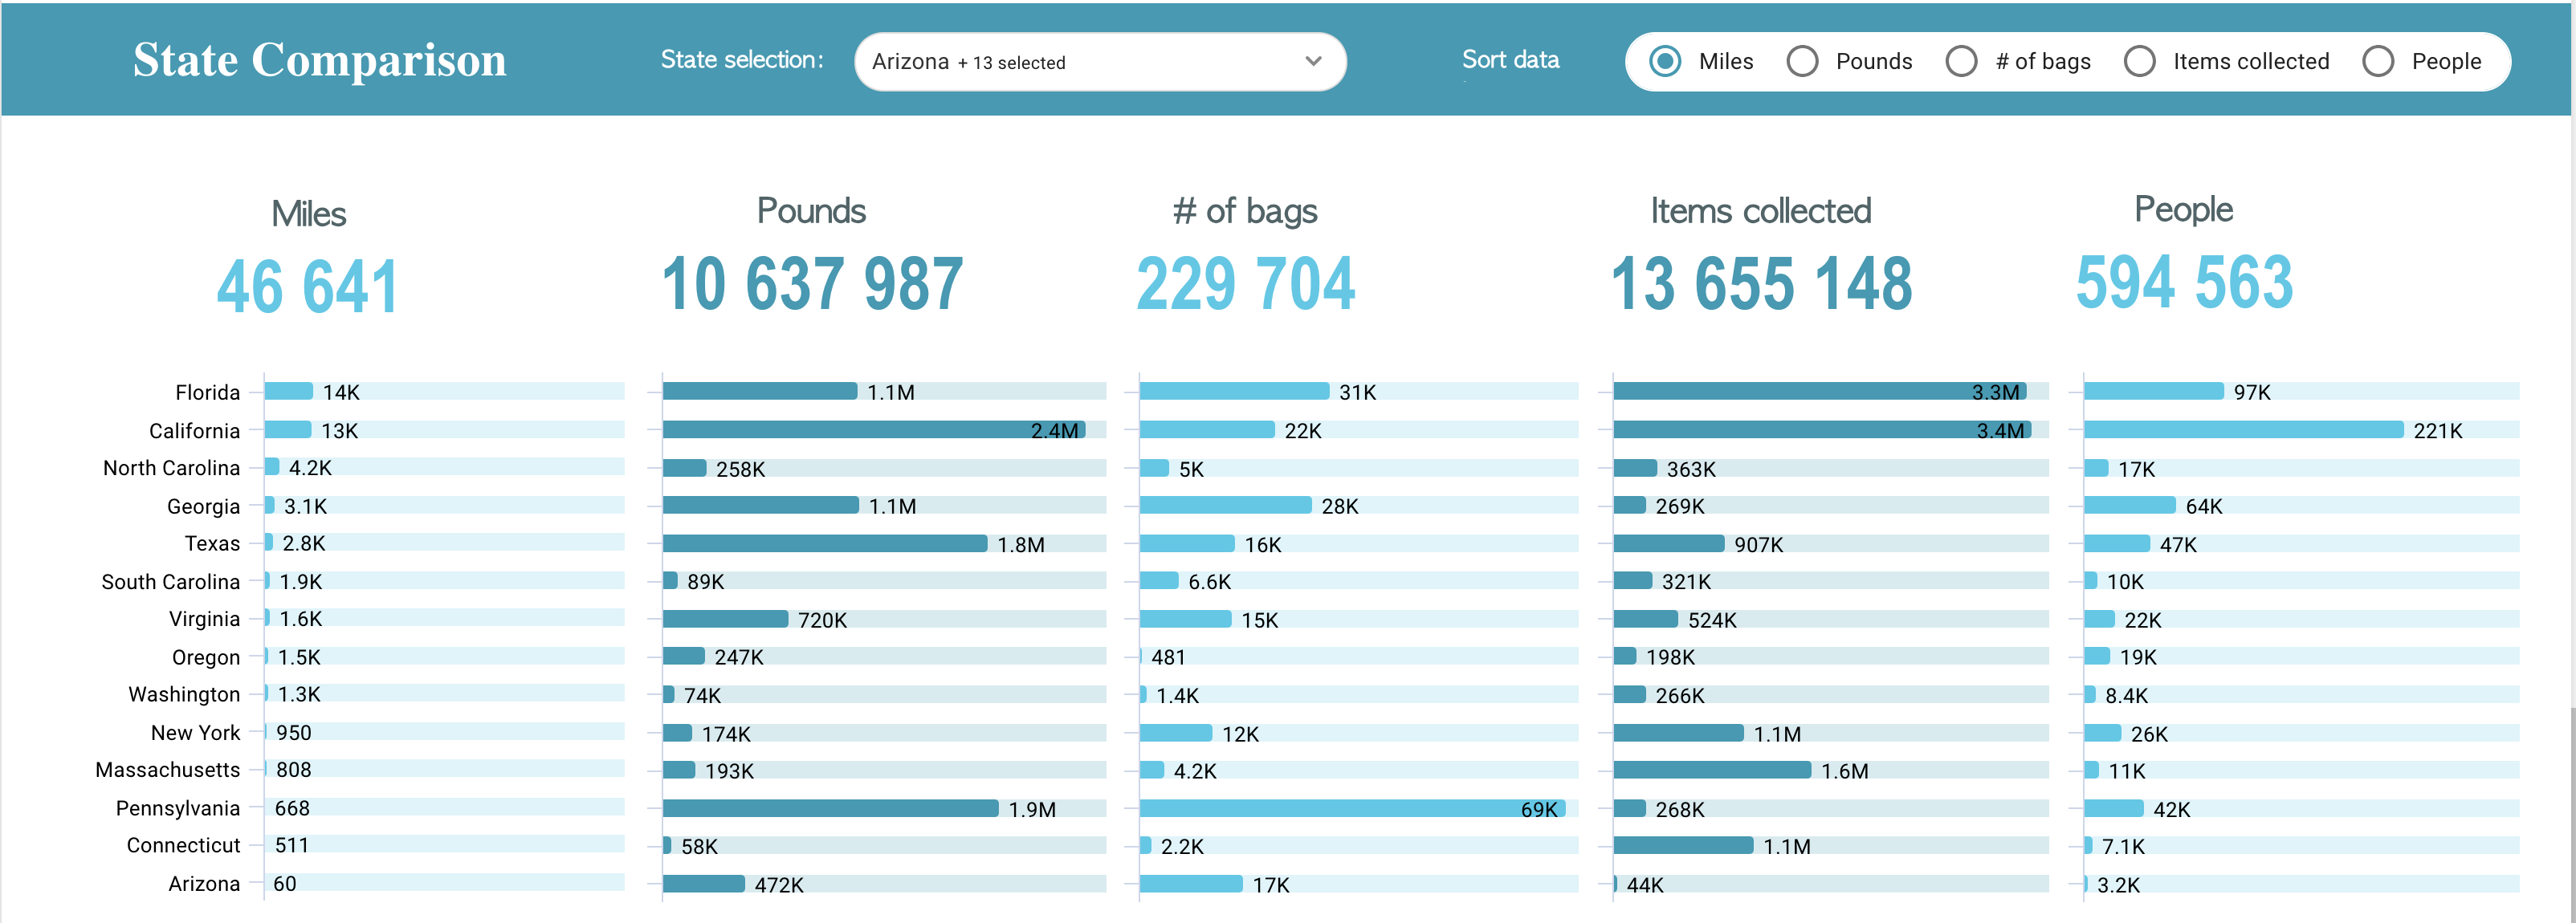 State Comparison State selection: Arizona + 13 selected Sort data Miles Pounds # of bags Items collected People
Miles Pounds # of bags Items collected People
46 641 10 637 987 229 704 13 655 148 594 563
Florida 14K 1.1M 31K 3.3M 97K
California 13K 2.4M 22K 3.4M 221K
North Carolina 4.2K 258K 5K 363K 17K
Georgia 3.1K 1.1M 28K 269K 64K
Texas 2.8K 1.8M 16K 907K 47K
South Carolina 1.9K 89K 6.6K 321K 10K
Virginia 1.6K 720K 15K 524K 22K
Oregon 1.5K 247K 481 198K 19K
Washington 1.3K 74K 1.4K 266K 8.4K
New York 950 174K 12K 1.1M 26K
Massachusetts 808 193K 4.2K 1.6M 11K
Pennsylvania 668 1.9M 69K 268K 42K
Connecticut 511 58K 2.2K 1.1M 7.1K
Arizona 60 472K 17K 44K 3.2K